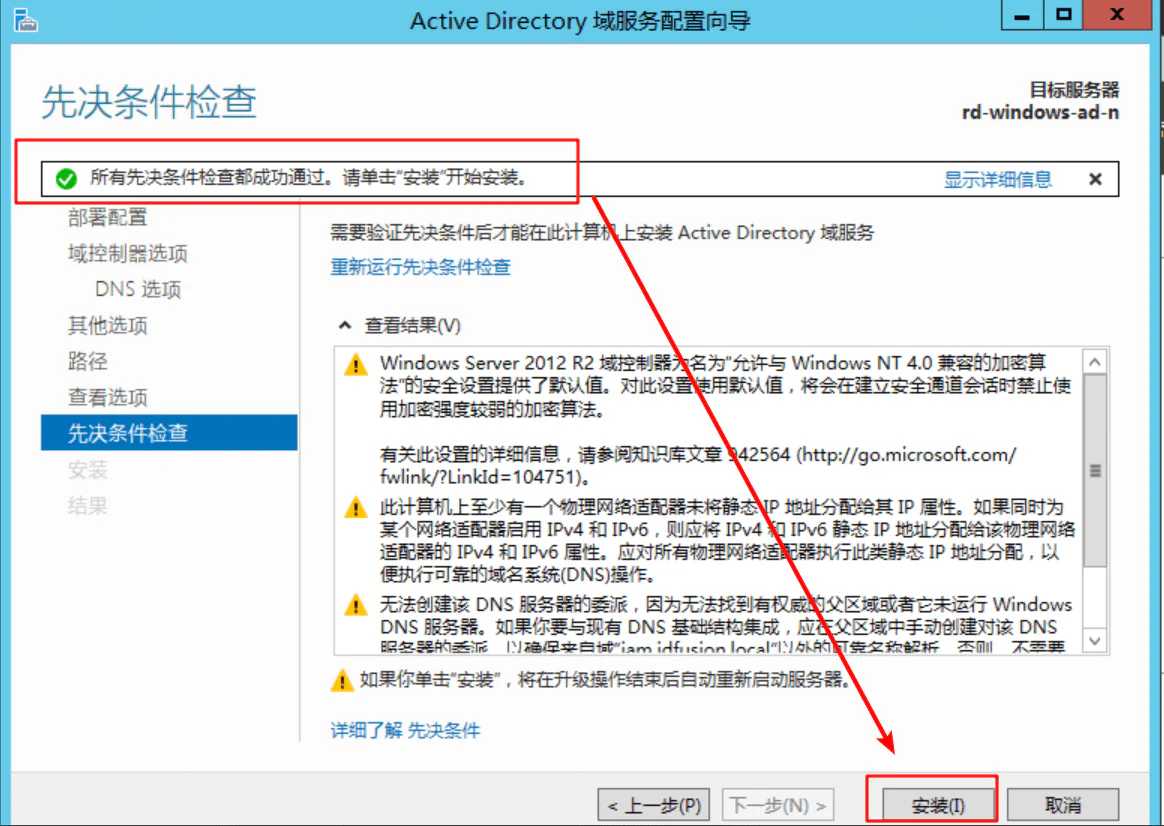 Active Directory 域服务配置向导
先决条件检查
目标服务器
rd-windows-ad-n
所有先决条件检查都成功通过。请单击“安装”开始安装。
显示详细信息
部署配置
域控制器选项
DNS 选项
其他选项
路径
查看选项
先决条件检查
安装
结果
需要验证先决条件后才能在此计算机上安装 Active Directory 域服务
重新运行先决条件检查
查看结果(V)
Windows Server 2012 R2 域控制器为名为“允许与 Windows NT 4.0 兼容的加密算
法”的安全设置提供了默认值。对此设置使用默认值，将会在建立安全通道会话时禁止使
用加密强度较弱的加密算法。
有关此设置的详细信息，请参阅知识库文章 942564 (http://go.microsoft.com/
fwlink/?LinkId=104751)。
此计算机上至少有一个物理网络适配器未将静态 IP 地址分配给其 IP 属性。如果同时为
某个网络适配器启用 IPv4 和 IPv6，则应将 IPv4 和 IPv6 静态 IP 地址分配给该物理网络
适配器的 IPv4 和 IPv6 属性。应对所有物理网络适配器执行此类静态 IP 地址分配，以
便执行可靠的域名系统(DNS)操作。
无法创建该 DNS 服务器的委派，因为无法找到有权威的父区域或者它未运行 Windows
DNS 服务器。如果你要与现有 DNS 基础结构集成，应在父区域中手动创建对该 DNS
服务器的委派，以确保来自域“iam.idfusion.local”以外的可靠名称解析。否则，不需要
如果你单击“安装”，将在升级操作结束后自动重新启动服务器。
详细了解 先决条件
< 上一步(P)
下一步(N) >
安装(I)
取消